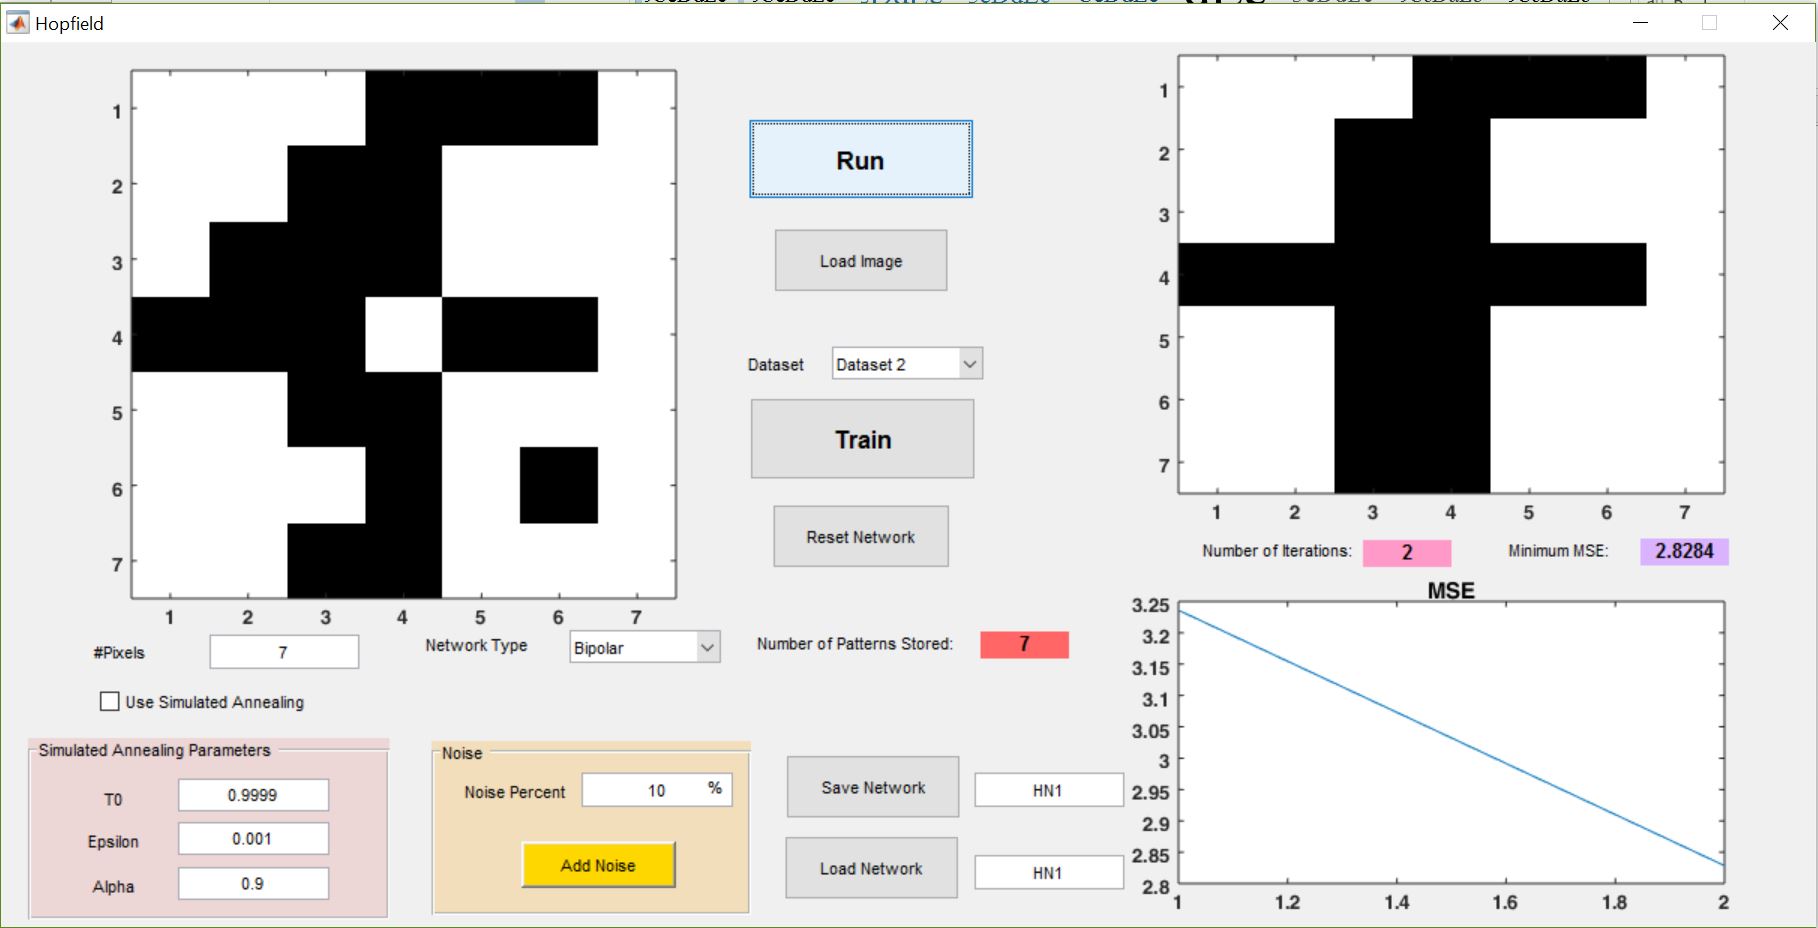 Hopfield
1
2
3
4
5
6
7
1 2 3 4 5 6 7
#Pixels 7
Network Type Bipolar
Use Simulated Annealing
Simulated Annealing Parameters
T0 0.9999
Epsilon 0.001
Alpha 0.9
Noise
Noise Percent 10 %
Add Noise
Run
Load Image
Dataset Dataset 2
Train
Reset Network
Number of Patterns Stored: 7
Save Network HN1
Load Network HN1
1
2
3
4
5
6
7
1 2 3 4 5 6 7
Number of Iterations: 2
Minimum MSE: 2.8284
MSE
3.25
3.2
3.15
3.1
3.05
3
2.95
2.9
2.85
2.8
1 1.2 1.4 1.6 1.8 2